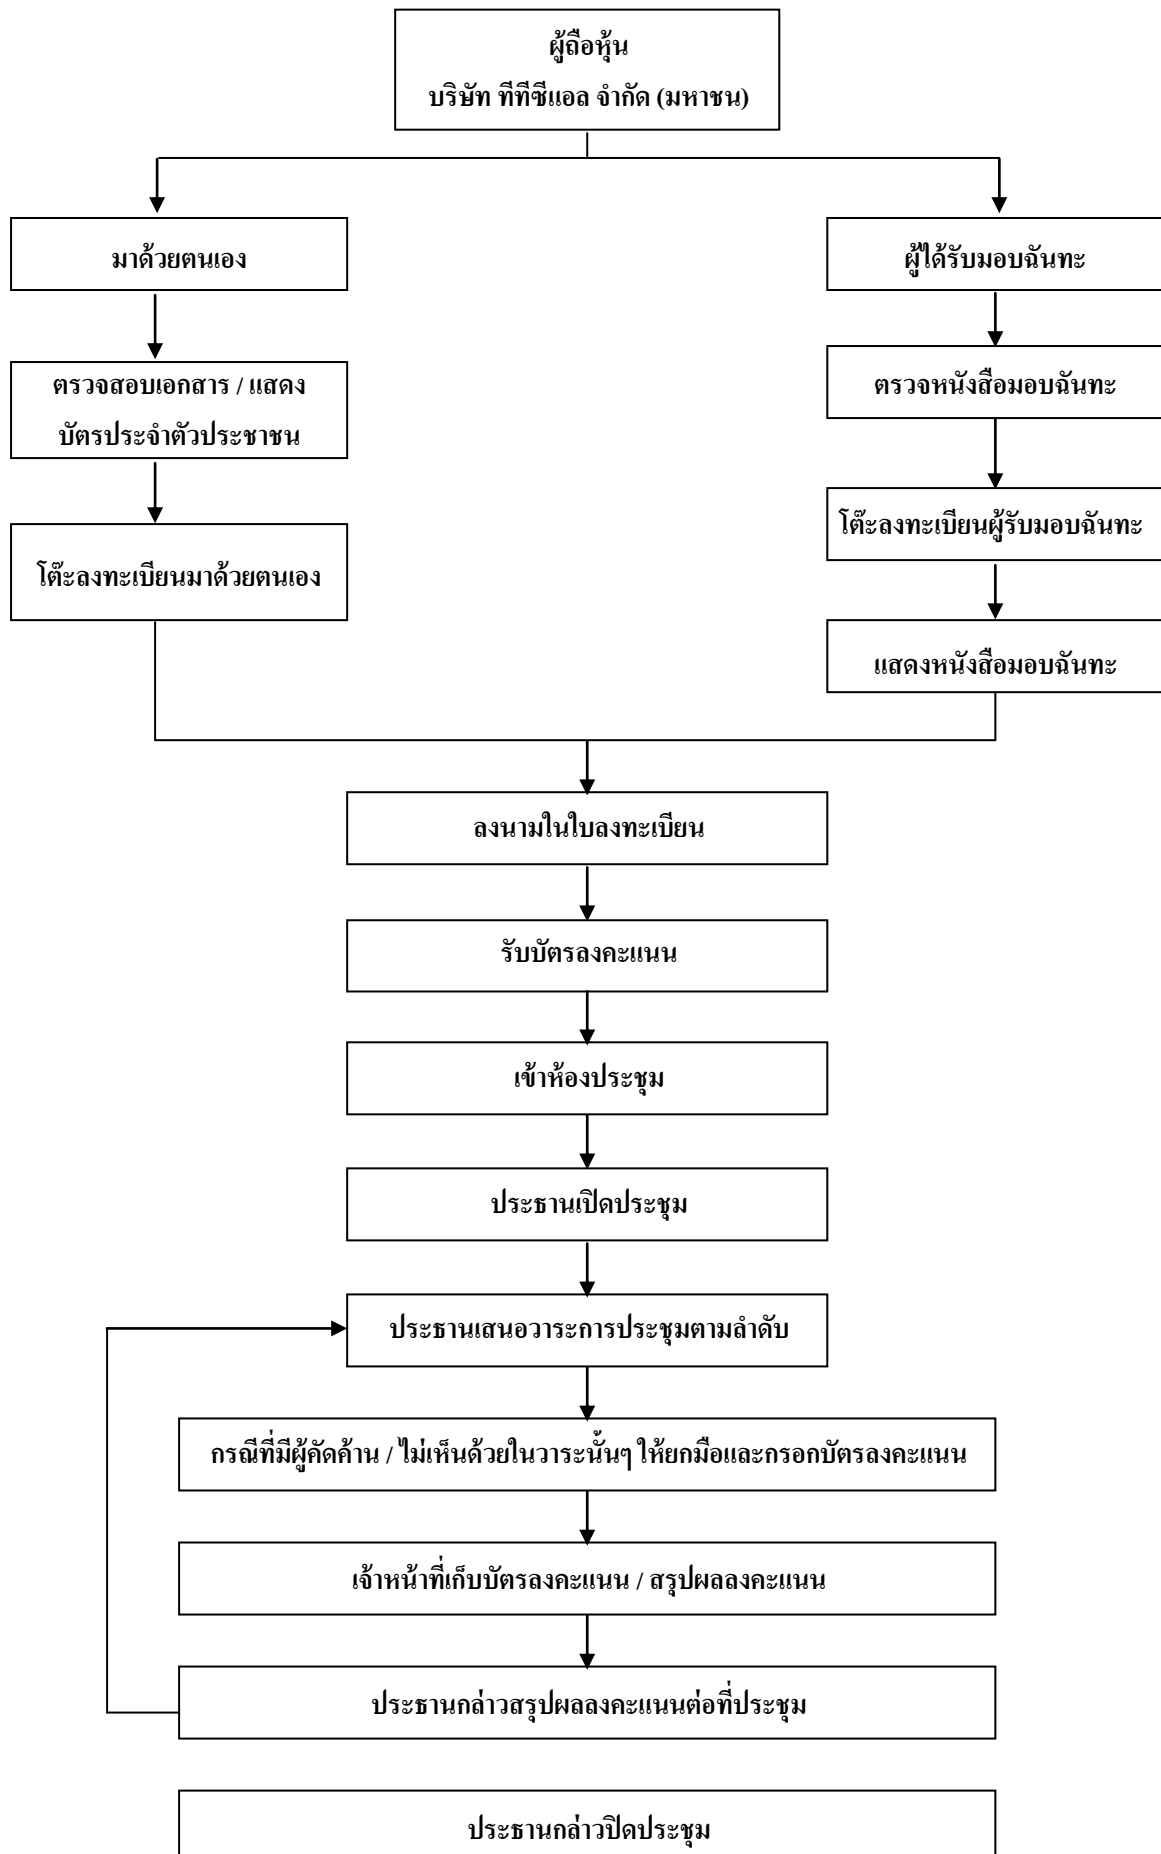 ผู้ถือหุ้น
บริษัท ทีทีซีแอล จำกัด (มหาชน)
มาด้วยตนเอง
ตรวจสอบเอกสาร / แสดง
บัตรประจำตัวประชาชน
โต๊ะลงทะเบียนมาด้วยตนเอง
ผู้ได้รับมอบฉันทะ
ตรวจหนังสือมอบฉันทะ
โต๊ะลงทะเบียนผู้รับมอบฉันทะ
แสดงหนังสือมอบฉันทะ
ลงนามในใบลงทะเบียน
รับบัตรลงคะแนน
เข้าห้องประชุม
ประธานเปิดประชุม
ประธานเสนอวาระการประชุมตามลำดับ
กรณีที่มีผู้คัดค้าน / ไม่เห็นด้วยในวาระนั้นๆ ให้ยกมือและกรอกบัตรลงคะแนน
เจ้าหน้าที่เก็บบัตรลงคะแนน / สรุปผลลงคะแนน
ประธานกล่าวสรุปผลลงคะแนนต่อที่ประชุม
ประธานกล่าวปิดประชุม